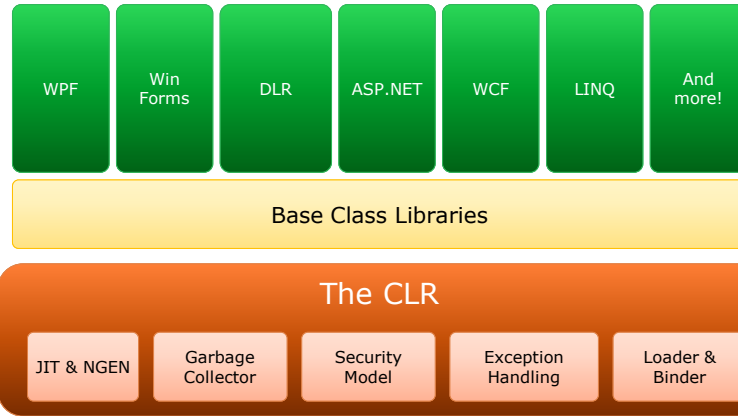 WPF
Win
Forms
DLR
ASP.NET
WCF
LINQ
And
more!
Base Class Libraries
The CLR
JIT & NGEN
Garbage
Collector
Security
Model
Exception
Handling
Loader &
Binder